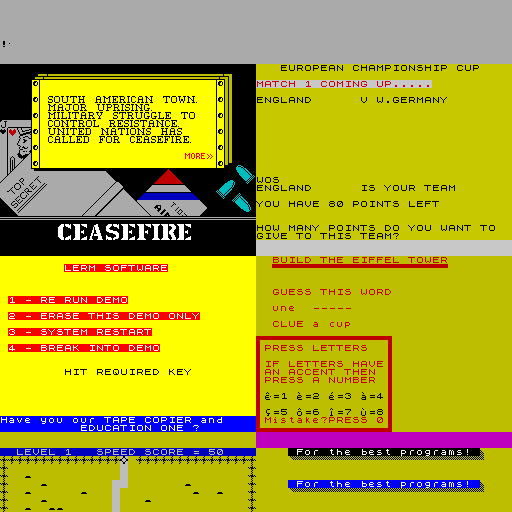 !
SOUTH AMERICAN TOWN.
MAJOR UPRISING.
MILITARY STRUGGLE TO
CONTROL RESISTANCE.
UNITED NATIONS HAS
CALLED FOR CEASEFIRE.
MORE»
J
TOP
SECRET
CEASEFIRE
EUROPEAN CHAMPIONSHIP CUP
MATCH 1 COMING UP.....
ENGLAND V W.GERMANY
WOS
ENGLAND IS YOUR TEAM
YOU HAVE 80 POINTS LEFT
HOW MANY POINTS DO YOU WANT TO
GIVE TO THIS TEAM?
LERM SOFTWARE
1 - RE RUN DEMO
2 - ERASE THIS DEMO ONLY
3 - SYSTEM RESTART
4 - BREAK INTO DEMO
HIT REQUIRED KEY
Have you our TAPE COPIER and
EDUCATION ONE ?
BUILD THE EIFFEL TOWER
GUESS THIS WORD
une -----
CLUE a cup
PRESS LETTERS
IF LETTERS HAVE
AN ACCENT THEN
PRESS A NUMBER
ê=1 è=2 é=3 à=4
ç=5 ô=6 î=7 ù=8
Mistake?PRESS 0
LEVEL 1 SPEED SCORE = 50
For the best programs!
For the best programs!